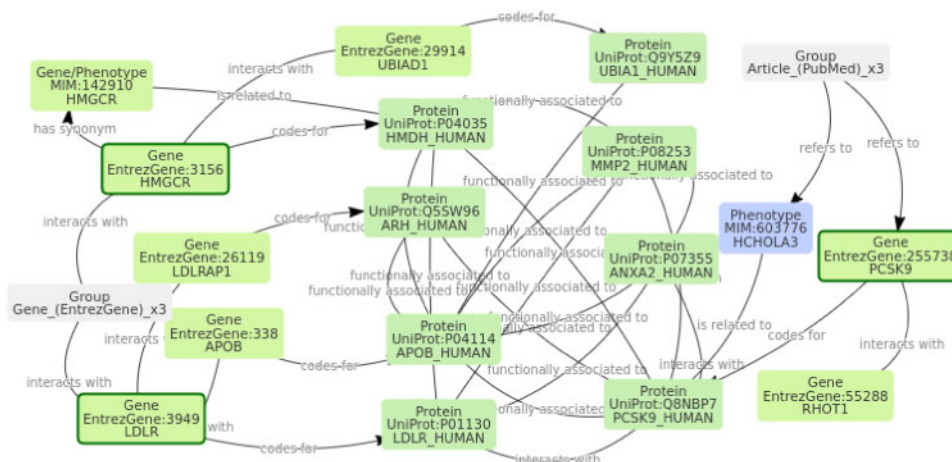 codes for
Gene
EntrezGene:29914
UBIAD1
Protein
UniProt:Q9Y5Z9
UBIA1_HUMAN
Group
Article_(PubMed)_x3
Gene/Phenotype
MIM:142910
HMGCR
interacts with
is related to
functionally associated to
has synonym
codes for
Protein
UniProt:P04035
HMDH_HUMAN
Protein
UniProt:P08253
MMP2_HUMAN
refers to
refers to
Gene
EntrezGene:3156
HMGCR
functionally associated to
Protein
UniProt:Q5SW96
ARH_HUMAN
codes for
interacts with
Phenotype
MIM:603776
HCHOLA3
Gene
EntrezGene:255738
PCSK9
Gene
EntrezGene:26119
LDLRAP1
Protein
UniProt:P07355
ANXA2_HUMAN
functionally associated to
functionally associated to
functionally associated to
Group
Gene_(EntrezGene)_x3
Gene
EntrezGene:338
APOB
Protein
UniProt:P04114
APOB_HUMAN
is related to
codes for
interacts with
codes for
interacts with
interacts with
Gene
EntrezGene:3949
LDLR
with
codes for
Protein
UniProt:P01130
LDLR_HUMAN
Protein
UniProt:Q8NBP7
PCSK9_HUMAN
Gene
EntrezGene:55288
RHOT1
interacts with